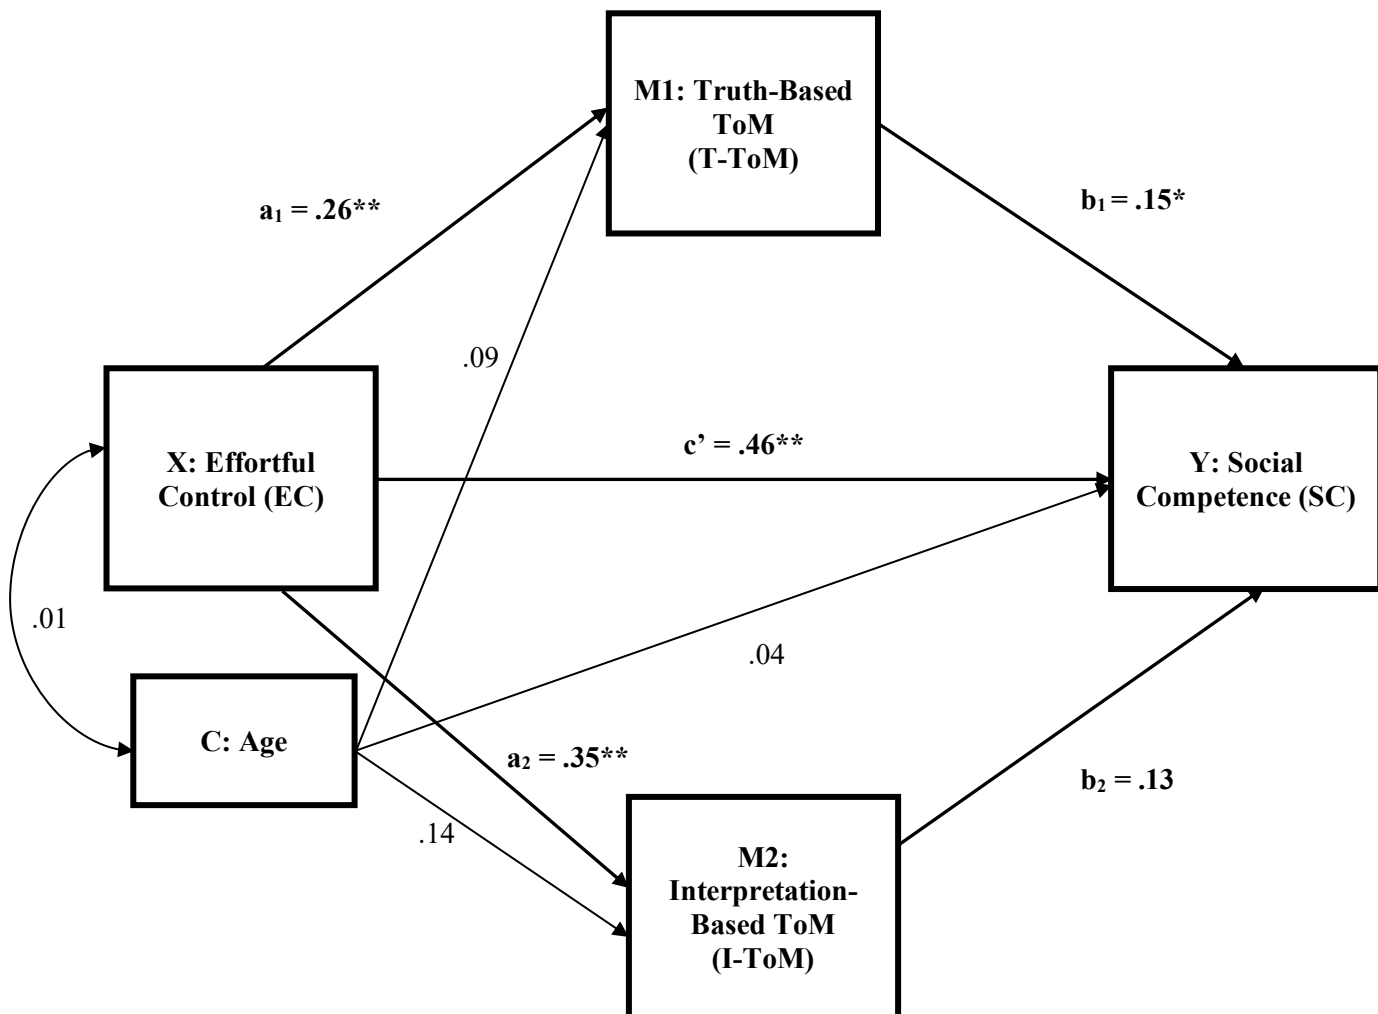 M1: Truth-Based
ToM
(T-ToM)
a₁ = .26**
b₁ = .15*
.09
X: Effortful
Control (EC)
c’ = .46**
Y: Social
Competence (SC)
.01
.04
C: Age
a₂ = .35**
b₂ = .13
.14
M2:
Interpretation-
Based ToM
(I-ToM)